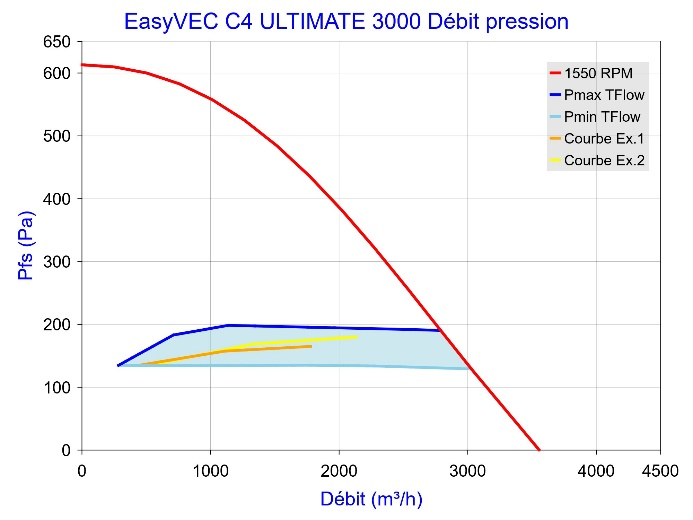 EasyVEC C4 ULTIMATE 3000 Débit pression
650
600
500
400
300
200
100
0
Pfs (Pa)
1550 RPM
Pmax TFlow
Pmin TFlow
Courbe Ex.1
Courbe Ex.2
0 1000 2000 3000 4000 4500
Débit (m³/h)